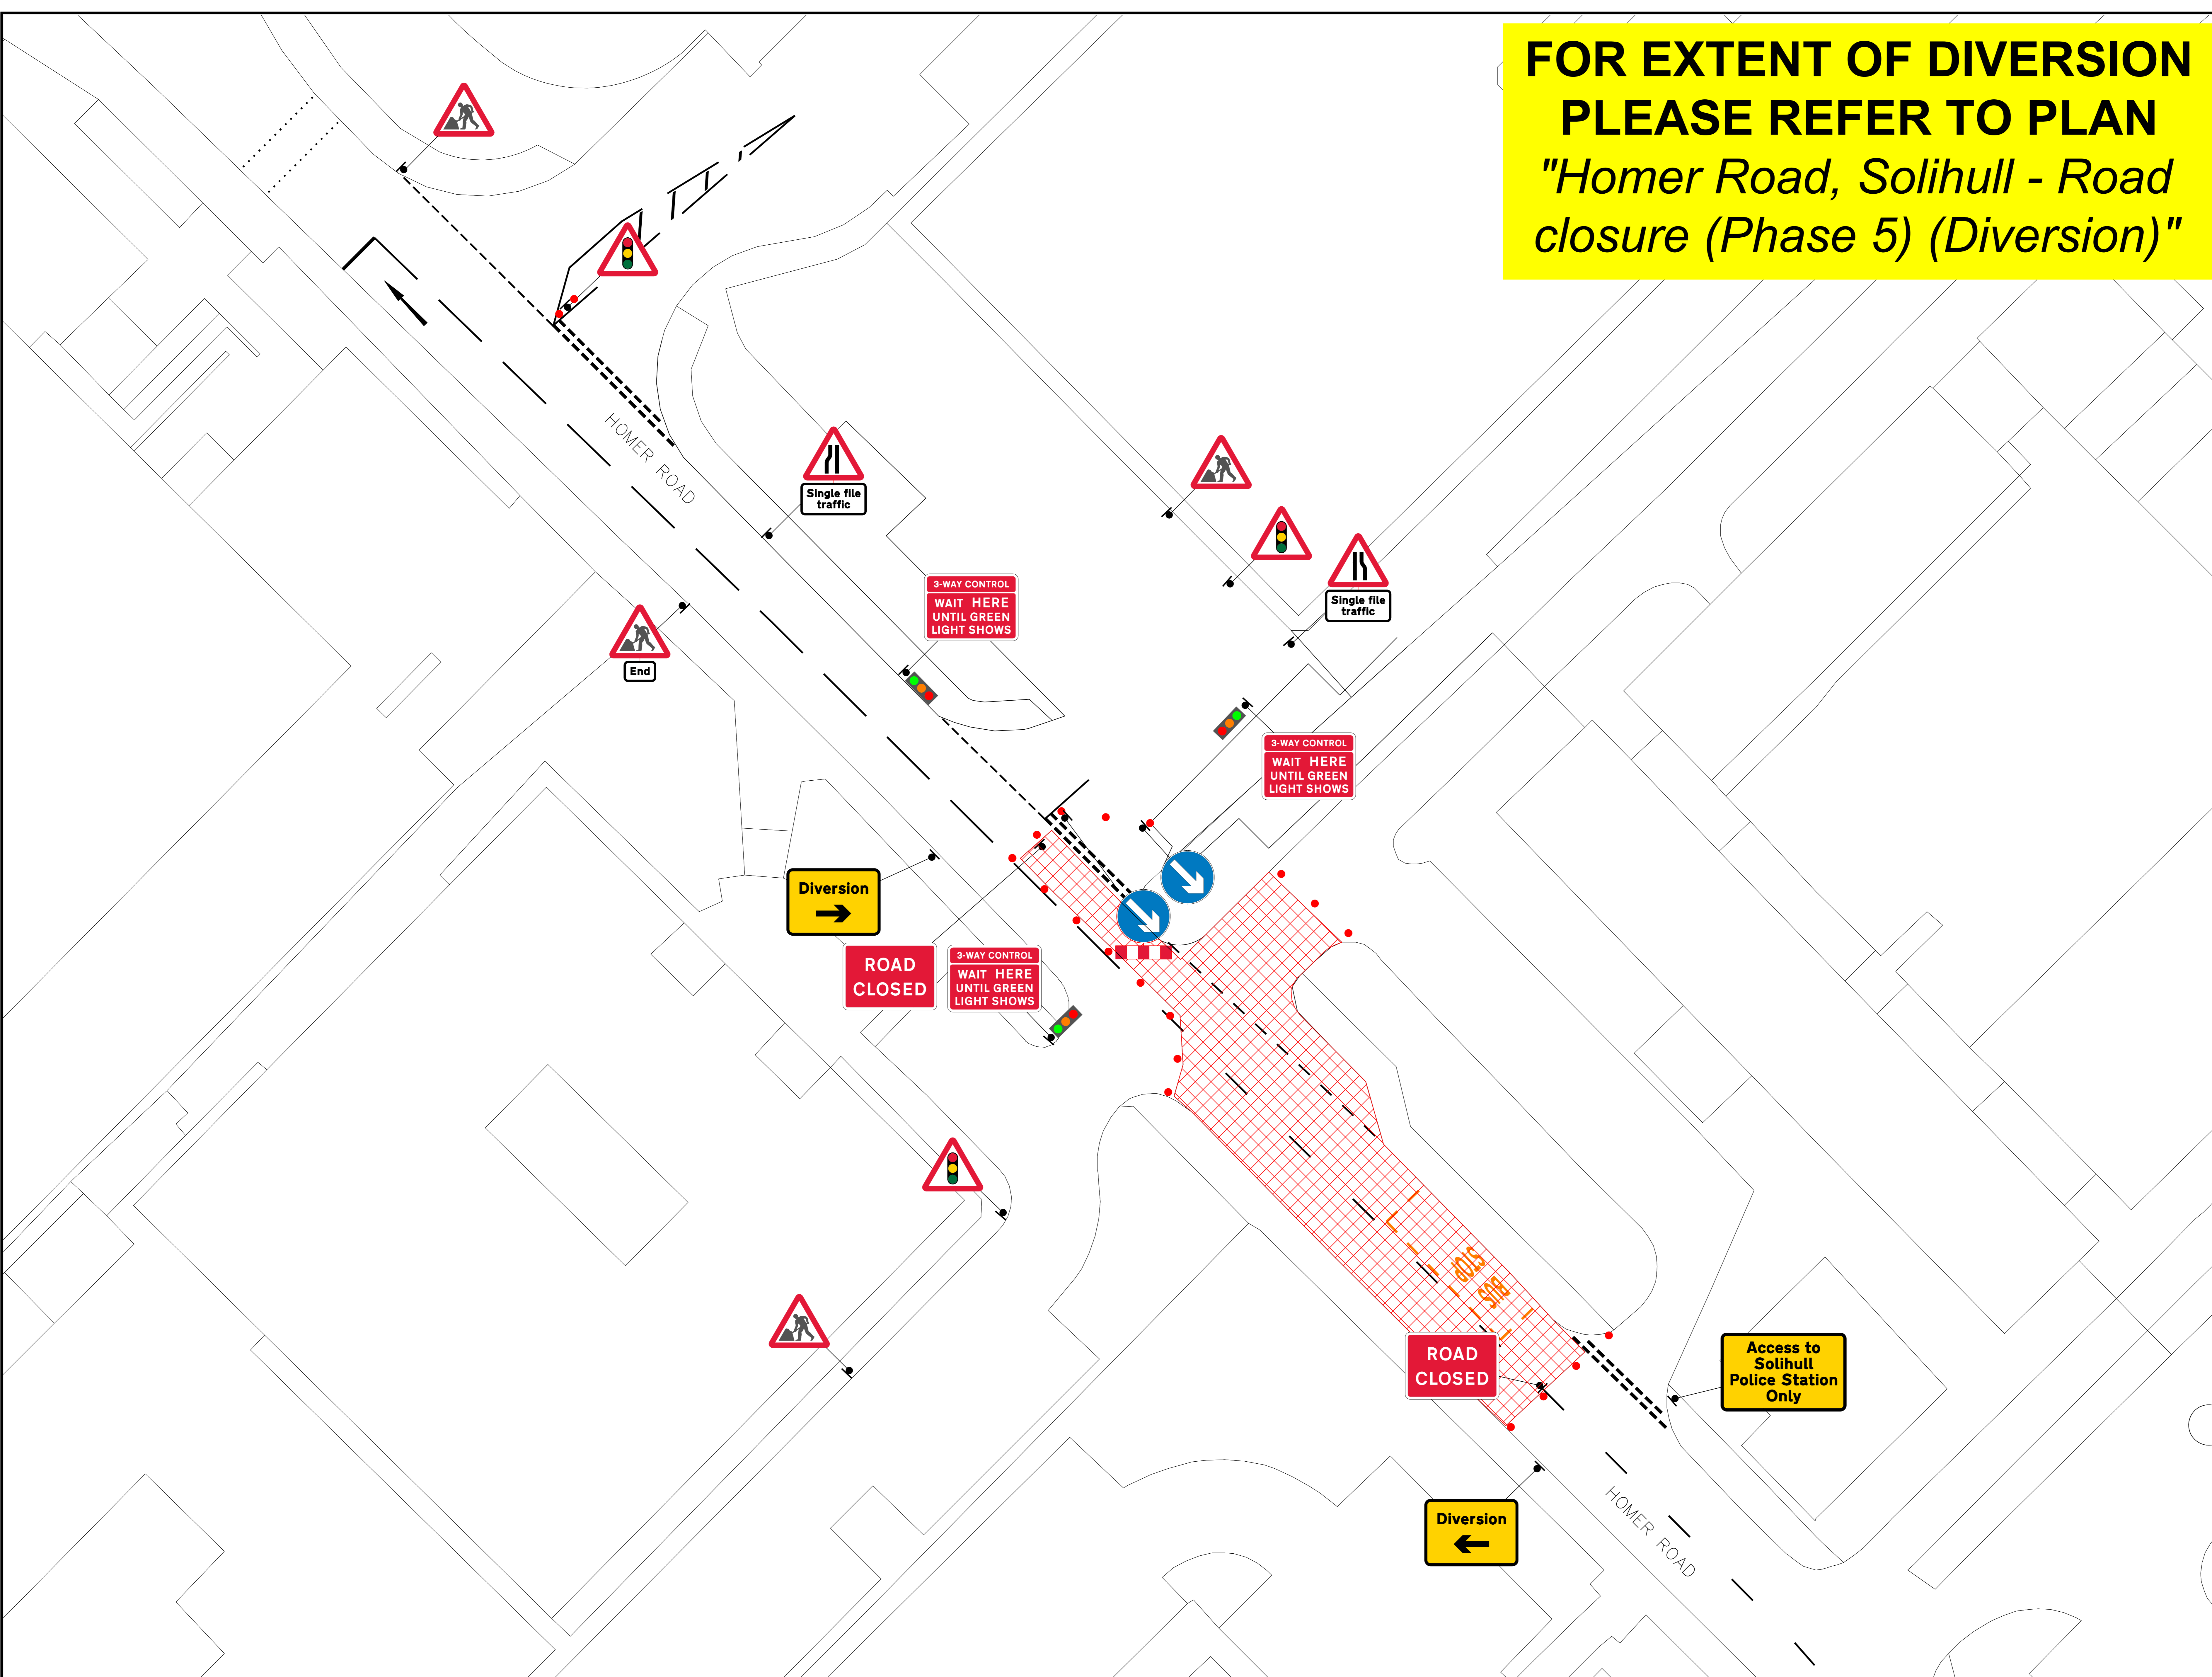 FOR EXTENT OF DIVERSION
PLEASE REFER TO PLAN
"Homer Road, Solihull - Road
closure (Phase 5) (Diversion)"
HOMER ROAD
Single file
traffic
Single file
traffic
3-WAY CONTROL
WAIT HERE
UNTIL GREEN
LIGHT SHOWS
End
3-WAY CONTROL
WAIT HERE
UNTIL GREEN
LIGHT SHOWS
Diversion
ROAD
CLOSED
3-WAY CONTROL
WAIT HERE
UNTIL GREEN
LIGHT SHOWS
BUS
STOP
ROAD
CLOSED
Access to
Solihull
Police Station
Only
Diversion
HOMER ROAD